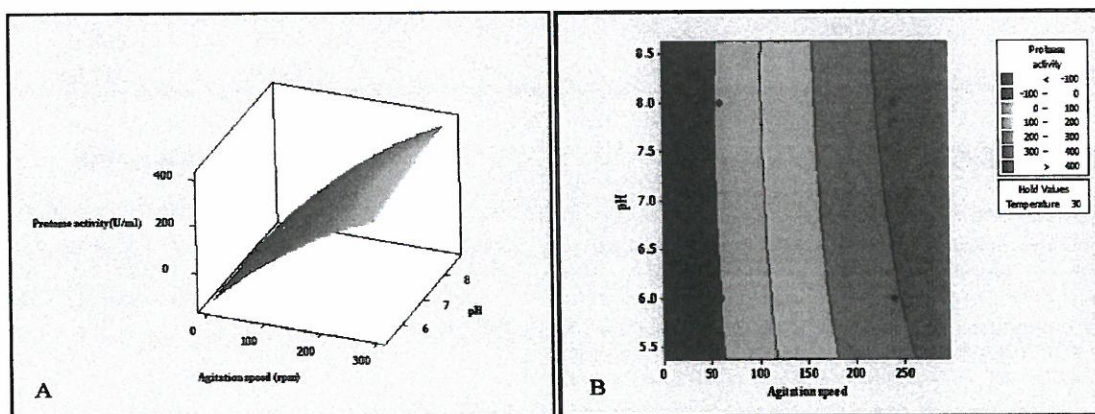 400
200
0
Protease activity(U/ml)
0
100
200
300
Agitation speed (rpm)
6
7
8
pH
A
8.5
8.0
7.5
7.0
6.5
6.0
5.5
pH
0 50 100 150 200 250
Agitation speed
B
Protease
activity
< -100
-100 – 0
0 – 100
100 – 200
200 – 300
300 – 400
> 400
Hold Values
Temperature 30